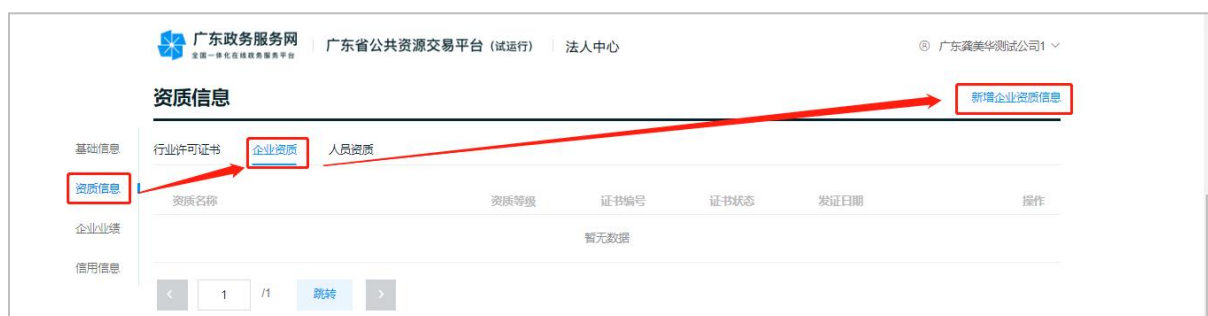 广东政务服务网
全国一体化在线政务服务平台
广东省公共资源交易平台（试运行）
法人中心
广东龚美华测试公司1
资质信息
新增企业资质信息
基础信息
资质信息
企业业绩
信用信息
行业许可证书 企业资质 人员资质
资质名称 资质等级 证书编号 证书状态 发证日期 操作
暂无数据
1 /1 跳转